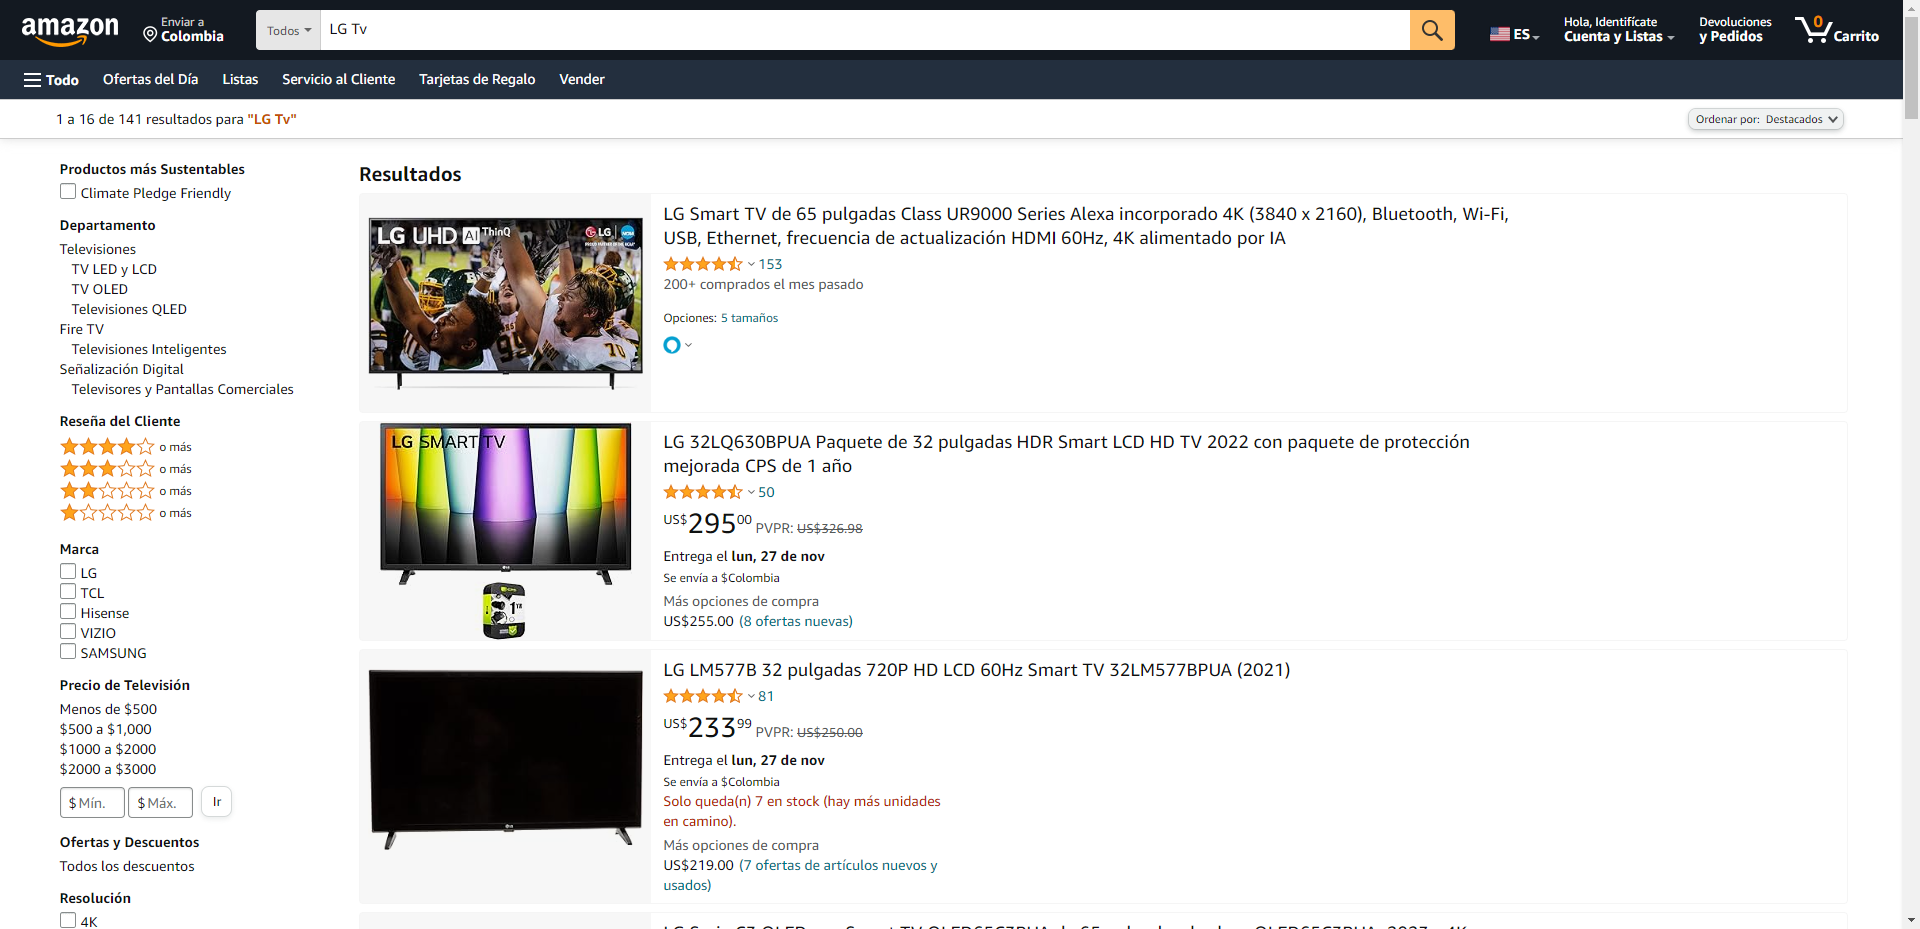 amazon
Enviar a
Colombia
Todos
LG Tv
ES
Hola, Identifícate
Cuenta y Listas
Devoluciones
y Pedidos
0
Carrito
Todo
Ofertas del Día
Listas
Servicio al Cliente
Tarjetas de Regalo
Vender
1 a 16 de 141 resultados para "LG Tv"
Ordenar por: Destacados
Productos más Sustentables
Climate Pledge Friendly
Departamento
Televisiones
TV LED y LCD
TV OLED
Televisiones QLED
Fire TV
Televisiones Inteligentes
Señalización Digital
Televisores y Pantallas Comerciales
Reseña del Cliente
o más
o más
o más
o más
Marca
LG
TCL
Hisense
VIZIO
SAMSUNG
Precio de Televisión
Menos de $500
$500 a $1,000
$1000 a $2000
$2000 a $3000
$ Mín.
$ Máx.
Ir
Ofertas y Descuentos
Todos los descuentos
Resolución
4K
Resultados
LG UHD AI ThinQ
LG
LG Smart TV de 65 pulgadas Class UR9000 Series Alexa incorporado 4K (3840 x 2160), Bluetooth, Wi-Fi,
USB, Ethernet, frecuencia de actualización HDMI 60Hz, 4K alimentado por IA
153
200+ comprados el mes pasado
Opciones: 5 tamaños
LG SMART TV
1
LG 32LQ630BPUA Paquete de 32 pulgadas HDR Smart LCD HD TV 2022 con paquete de protección
mejorada CPS de 1 año
50
US$29500 PVPR: US$326.98
Entrega el lun, 27 de nov
Se envía a $Colombia
Más opciones de compra
US$255.00 (8 ofertas nuevas)
LG LM577B 32 pulgadas 720P HD LCD 60Hz Smart TV 32LM577BPUA (2021)
81
US$23399 PVPR: US$250.00
Entrega el lun, 27 de nov
Se envía a $Colombia
Solo queda(n) 7 en stock (hay más unidades
en camino).
Más opciones de compra
US$219.00 (7 ofertas de artículos nuevos y
usados)